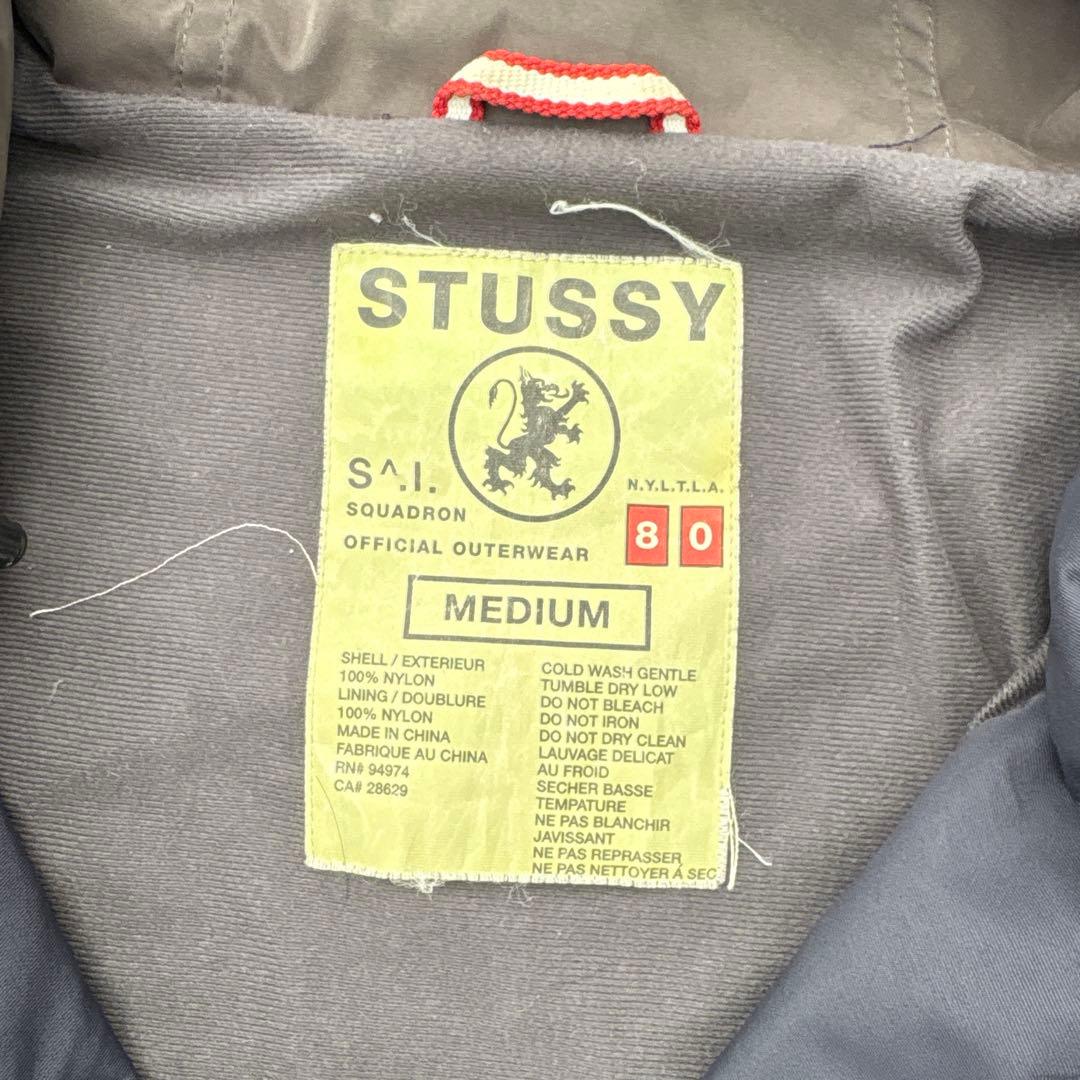 STUSSY
S^.I.
N.Y.L.T.L.A.
SQUADRON
8 0
OFFICIAL OUTERWEAR
MEDIUM
SHELL / EXTERIEUR
100% NYLON
LINING / DOUBLURE
100% NYLON
MADE IN CHINA
FABRIQUE AU CHINA
RN# 94974
CA# 28629
COLD WASH GENTLE
TUMBLE DRY LOW
DO NOT BLEACH
DO NOT IRON
DO NOT DRY CLEAN
LAUVAGE DELICAT
AU FROID
SECHER BASSE
TEMPATURE
NE PAS BLANCHIR
JAVISSANT
NE PAS REPRASSER
NE PAS NETTOYER Á SEC